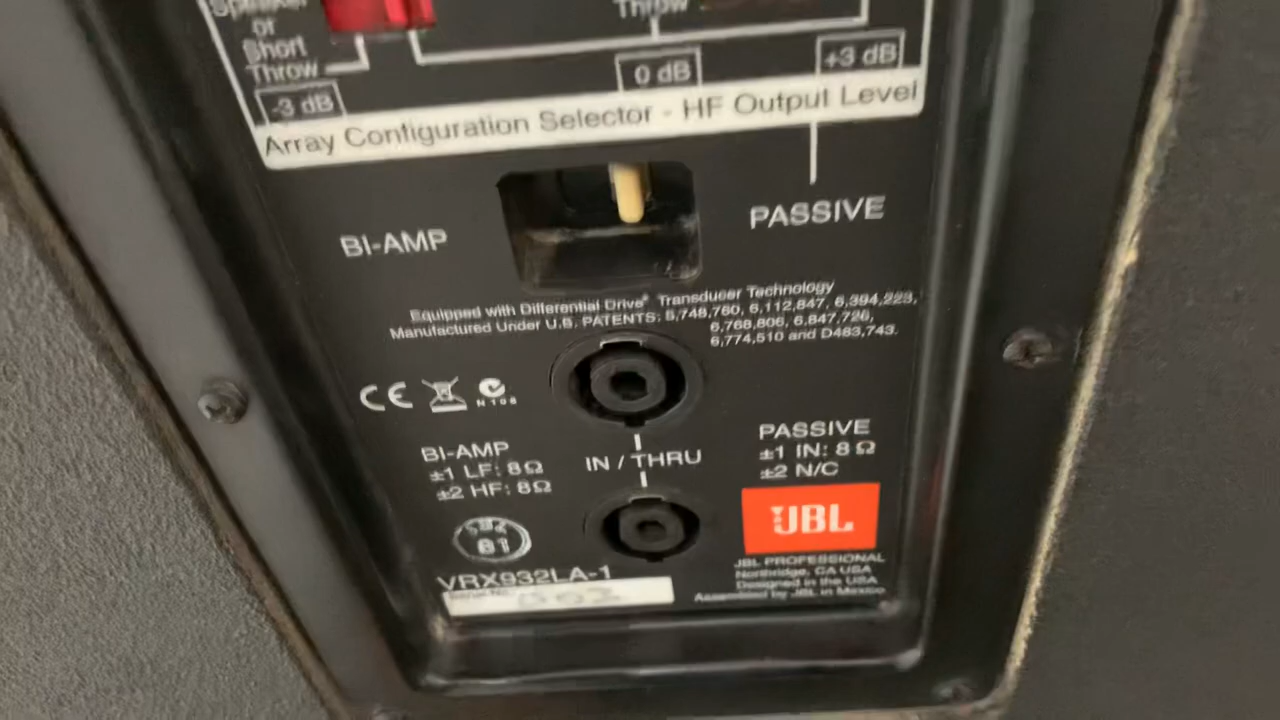 Speaker
or
Short
Throw
Throw
-3 dB
0 dB
+3 dB
Array Configuration Selector - HF Output Level
BI-AMP
PASSIVE
Equipped with Differential Drive® Transducer Technology
Manufactured Under U.S. PATENTS: 5,748,760, 6,112,847, 6,394,223,
6,768,806, 6,847,726,
6,774,510 and D483,743.
CE
N108
BI-AMP
±1 LF: 8Ω
±2 HF: 8Ω
IN / THRU
PASSIVE
±1 IN: 8Ω
±2 N/C
JBL
JBL PROFESSIONAL
Northridge, CA USA
Designed in the USA
Assembled by JBL in Mexico
VRX932LA-1
Serial No.